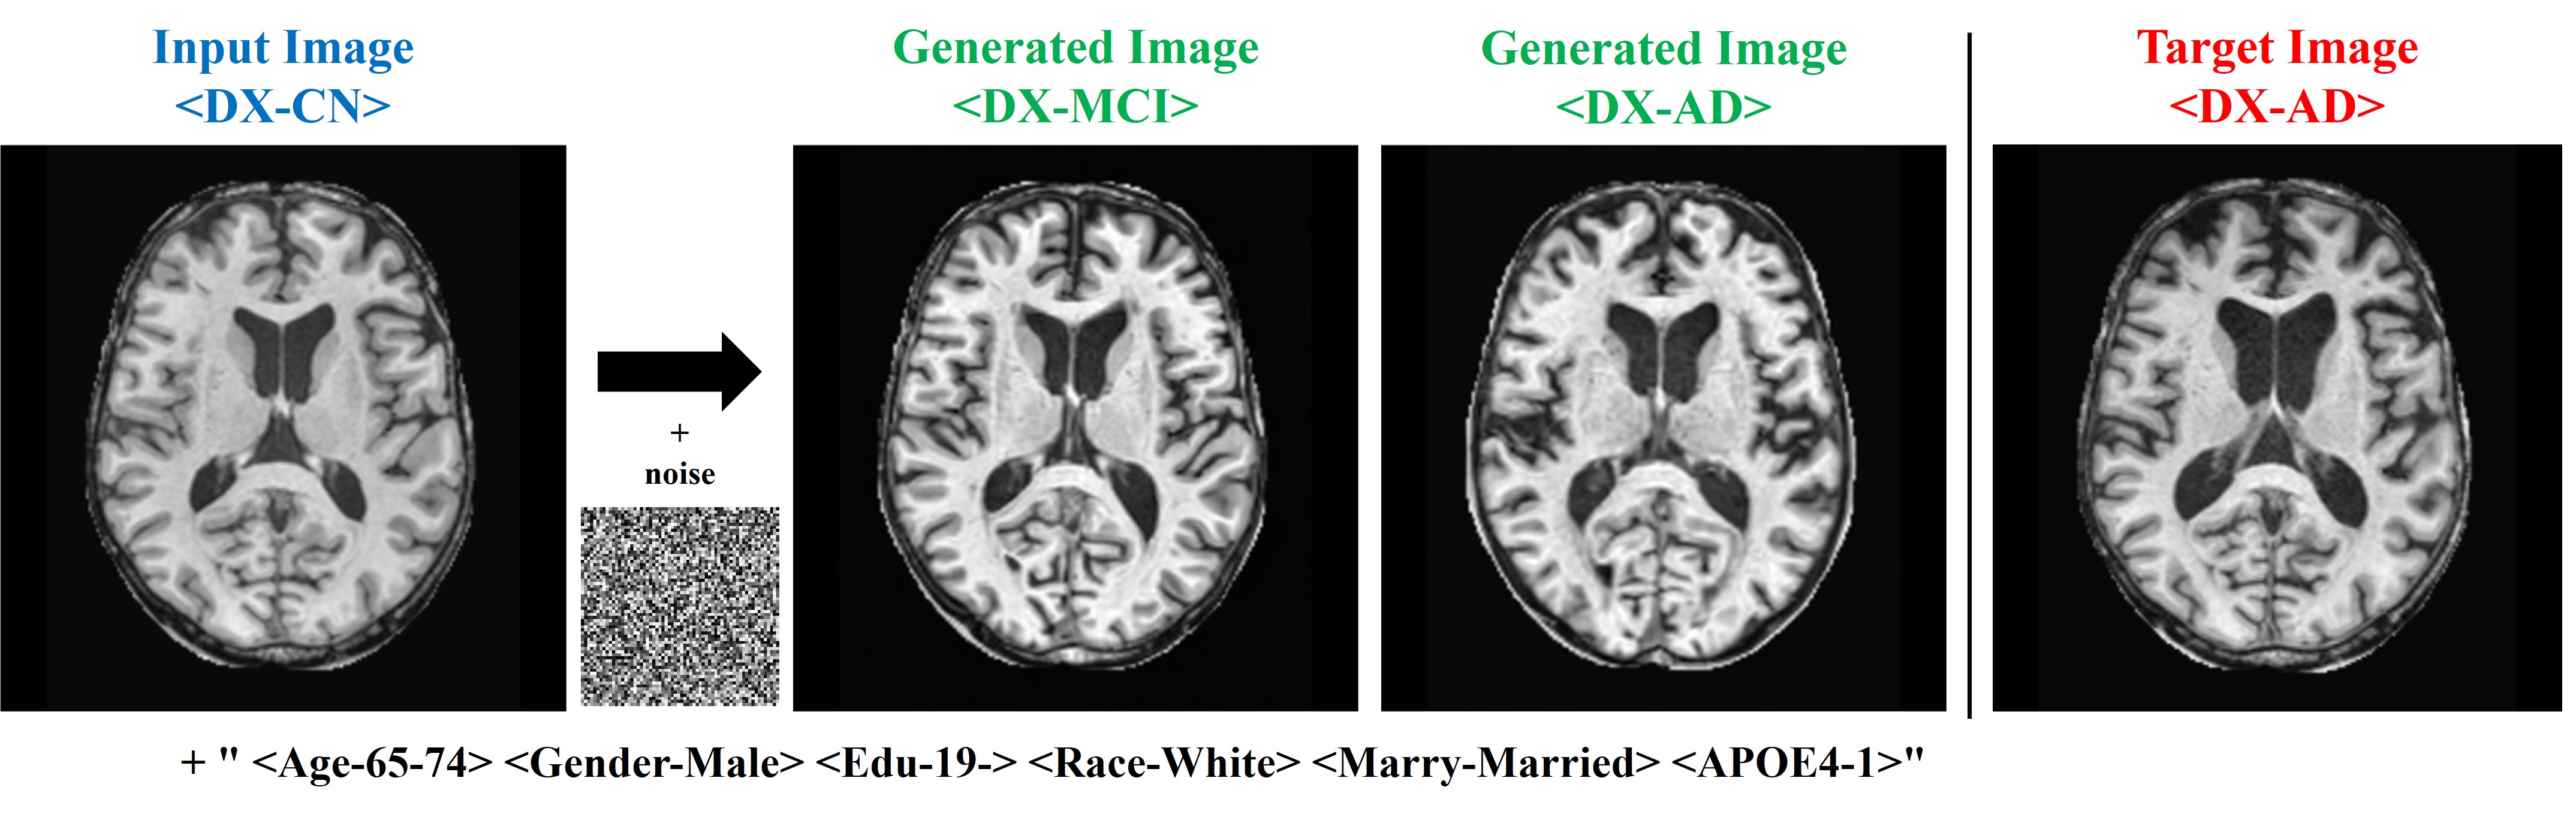 Input Image
<DX-CN>
Generated Image
<DX-MCI>
Generated Image
<DX-AD>
Target Image
<DX-AD>
+
noise
+ " <Age-65-74> <Gender-Male> <Edu-19-> <Race-White> <Marry-Married> <APOE4-1>"